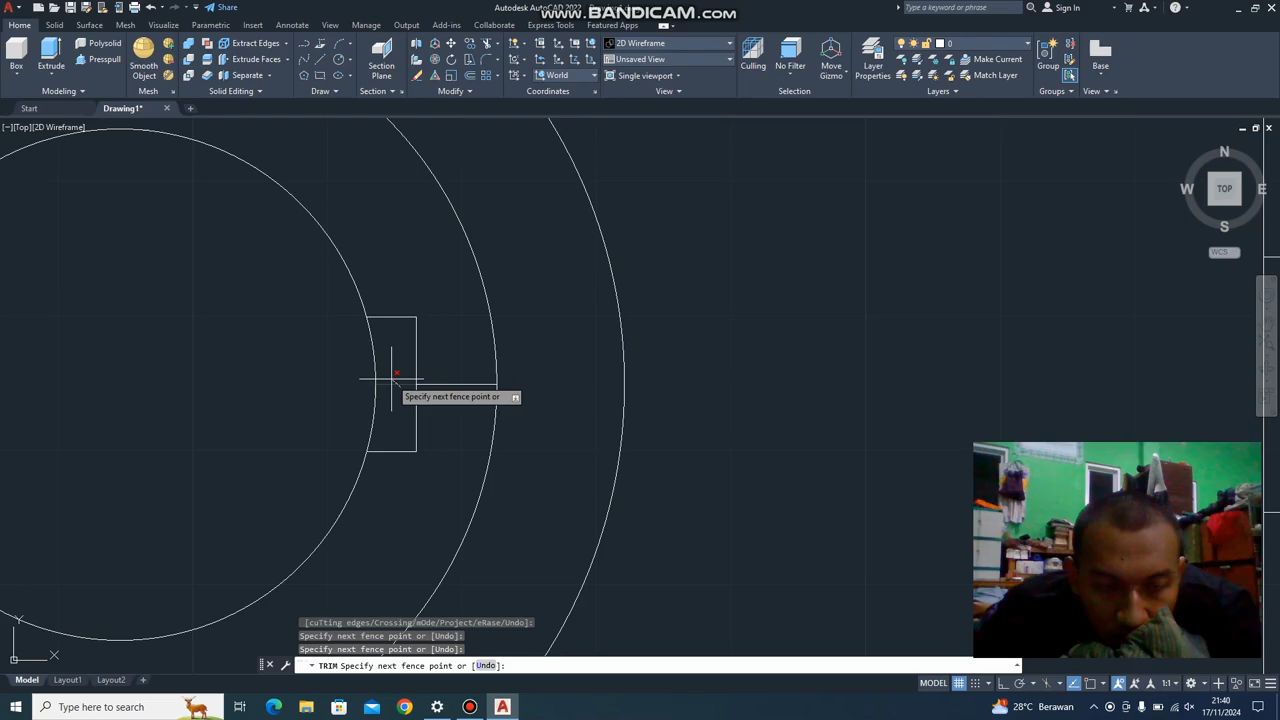 Autodesk AutoCAD 2022
www.BANDICAM.com
Share
Sign In
Home Solid Surface Mesh Visualize Parametric Insert Annotate View Manage Output Add-ins Collaborate Express Tools Featured Apps
Box Extrude Polysolid Presspull Smooth Object Extract Edges Extrude Faces Separate Section Plane World 2D Wireframe Unsaved View Single viewport Culling No Filter Move Gizmo Layer Properties 0 Make Current Match Layer Group Base
Modeling Mesh Solid Editing Draw Section Modify Coordinates View Selection Layers Groups View
Start Drawing1*
[−][Top][2D Wireframe]
N
W TOP E
S
WCS
Specify next fence point or
Y
X
[cuTting edges/Crossing/mOde/Project/eRase/Undo]:
Specify next fence point or [Undo]:
Specify next fence point or [Undo]:
TRIM Specify next fence point or [Undo]:
Model Layout1 Layout2
MODEL 1:1
Type here to search
28°C Berawan
21:40
17/11/2024